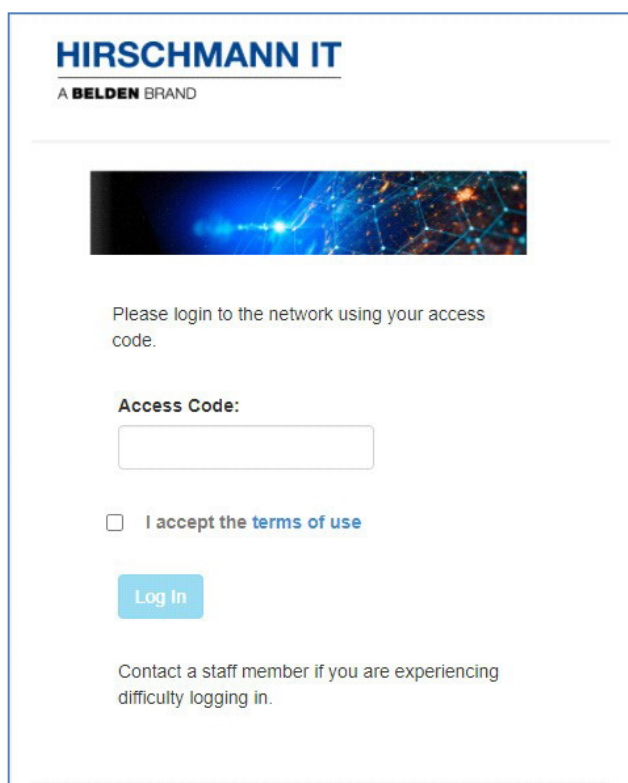 HIRSCHMANN IT
A BELDEN BRAND
Please login to the network using your access
code.
Access Code:
I accept the terms of use
Log In
Contact a staff member if you are experiencing
difficulty logging in.